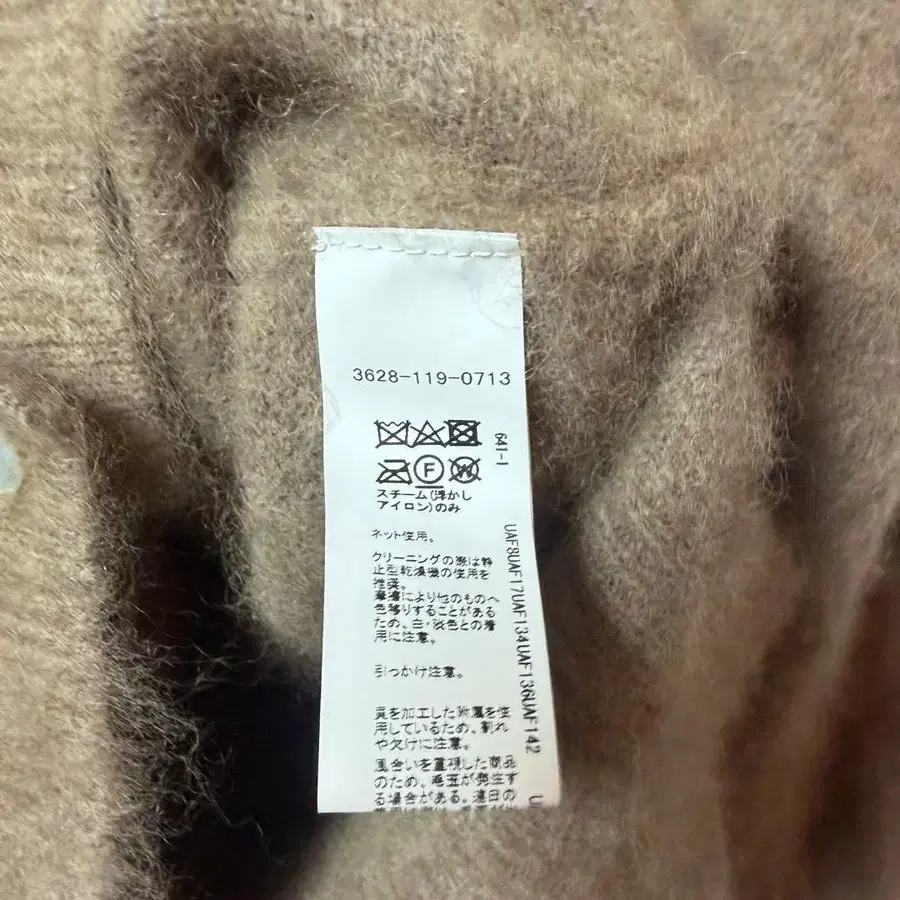 3628-119-0713
641-1
F
W
スチーム(浮かし
アイロン)のみ
ネット使用。
クリーニングの際は静
止型乾燥機の使用を
推奨。
摩擦により他のものへ
色移りすることがある
ため、白・淡色との着
用に注意。
引っかけ注意。
貝を加工した附属を使
用しているため、割れ
や欠けに注意。
風合いを重視した商品
のため、毛玉が発生す
る場合がある。連日の
UAF8UAF17UAF134UAF136UAF142